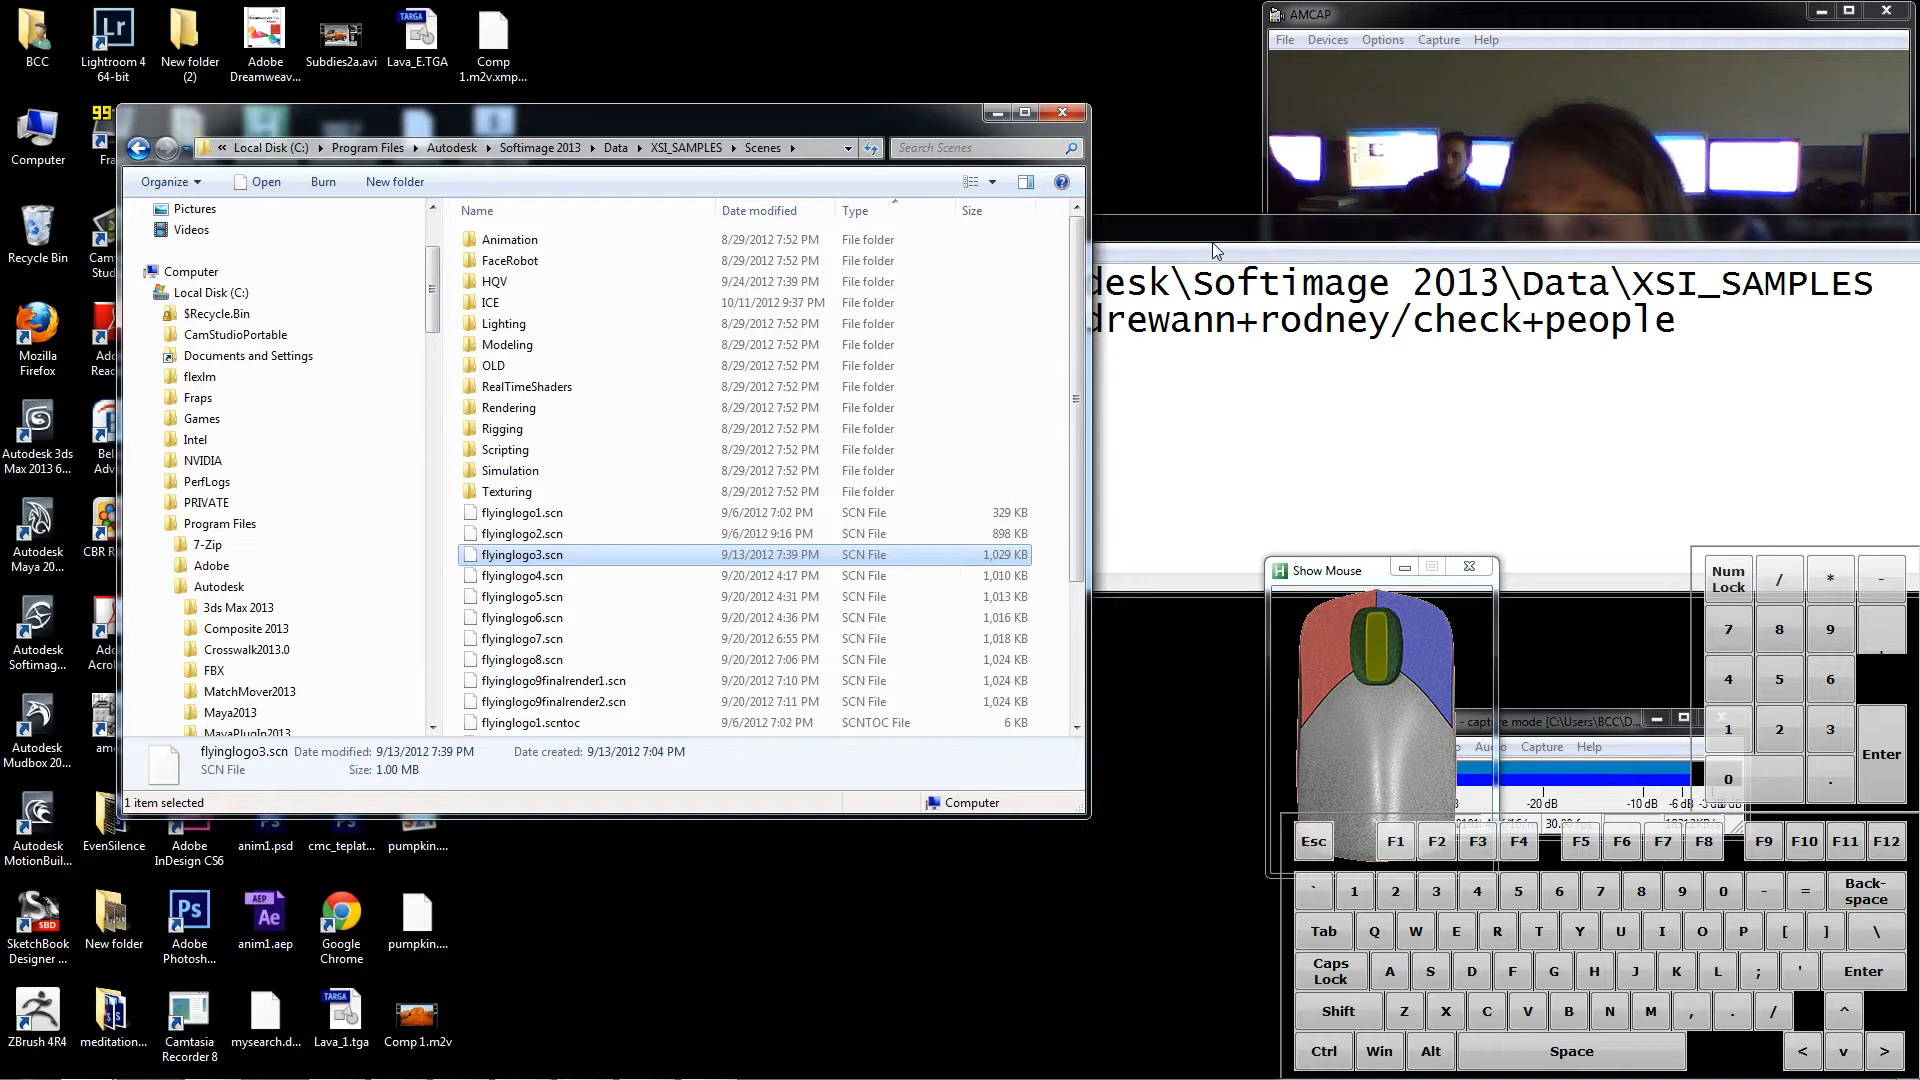 BCC
Lightroom 4
64-bit
New folder
(2)
Adobe
Dreamweav...
Subdies2a.avi
TARGA
Lava_E.TGA
Comp
1.m2v.xmp...
Computer
Recycle Bin
Mozilla
Firefox
Autodesk 3ds
Max 2013 6...
Autodesk
Maya 20...
Autodesk
Softimag...
Autodesk
Mudbox 20...
Autodesk
MotionBuil...
SketchBook
Designer ...
ZBrush 4R4
99
EvenSilence
New folder
meditation...
Adobe
InDesign CS6
Adobe
Photosh...
Camtasia
Recorder 8
anim1.psd
AEP
anim1.aep
mysearch.d...
cmc_teplat...
Google
Chrome
TARGA
Lava_1.tga
pumpkin....
pumpkin....
Comp 1.m2v
« Local Disk (C:) Program Files Autodesk Softimage 2013 Data XSI_SAMPLES Scenes
Search Scenes
Organize Open Burn New folder
Pictures
Videos
Computer
Local Disk (C:)
$Recycle.Bin
CamStudioPortable
Documents and Settings
flexlm
Fraps
Games
Intel
NVIDIA
PerfLogs
PRIVATE
Program Files
7-Zip
Adobe
Autodesk
3ds Max 2013
Composite 2013
Crosswalk2013.0
FBX
MatchMover2013
Maya2013
MayaPlugIn2013
Name Date modified Type Size
Animation 8/29/2012 7:52 PM File folder
FaceRobot 8/29/2012 7:52 PM File folder
HQV 9/24/2012 7:39 PM File folder
ICE 10/11/2012 9:37 PM File folder
Lighting 8/29/2012 7:52 PM File folder
Modeling 8/29/2012 7:52 PM File folder
OLD 8/29/2012 7:52 PM File folder
RealTimeShaders 8/29/2012 7:52 PM File folder
Rendering 8/29/2012 7:52 PM File folder
Rigging 8/29/2012 7:52 PM File folder
Scripting 8/29/2012 7:52 PM File folder
Simulation 8/29/2012 7:52 PM File folder
Texturing 8/29/2012 7:52 PM File folder
flyinglogo1.scn 9/6/2012 7:02 PM SCN File 329 KB
flyinglogo2.scn 9/6/2012 9:16 PM SCN File 898 KB
flyinglogo3.scn 9/13/2012 7:39 PM SCN File 1,029 KB
flyinglogo4.scn 9/20/2012 4:17 PM SCN File 1,010 KB
flyinglogo5.scn 9/20/2012 4:31 PM SCN File 1,013 KB
flyinglogo6.scn 9/20/2012 4:36 PM SCN File 1,016 KB
flyinglogo7.scn 9/20/2012 6:55 PM SCN File 1,018 KB
flyinglogo8.scn 9/20/2012 7:06 PM SCN File 1,024 KB
flyinglogo9finalrender1.scn 9/20/2012 7:10 PM SCN File 1,024 KB
flyinglogo9finalrender2.scn 9/20/2012 7:11 PM SCN File 1,024 KB
flyinglogo1.scntoc 9/6/2012 7:02 PM SCNTOC File 6 KB
flyinglogo3.scn Date modified: 9/13/2012 7:39 PM Date created: 9/13/2012 7:04 PM
SCN File Size: 1.00 MB
1 item selected Computer
AMCAP
File Devices Options Capture Help
desk\Softimage 2013\Data\XSI_SAMPLES
drewann+rodney/check+people
Show Mouse
- capture mode [C:\Users\BCC\D...
Capture Help
-20 dB -10 dB -6 dB
Num Lock / * -
7 8 9
4 5 6
1 2 3 Enter
0 .
Esc F1 F2 F3 F4 F5 F6 F7 F8 F9 F10 F11 F12
` 1 2 3 4 5 6 7 8 9 0 - = Back-space
Tab Q W E R T Y U I O P [ ] \
Caps Lock A S D F G H J K L ; ' Enter
Shift Z X C V B N M , . / ^
Ctrl Win Alt Space < v >